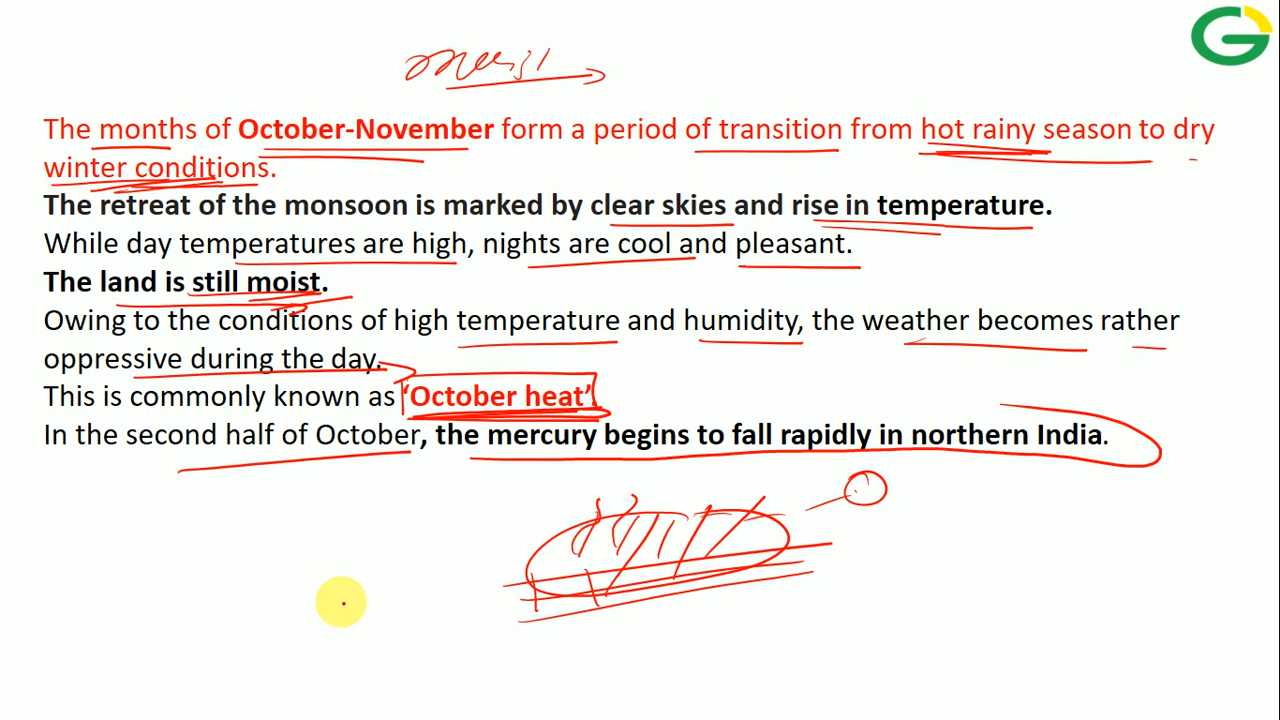 The months of October-November form a period of transition from hot rainy season to dry
winter conditions.
The retreat of the monsoon is marked by clear skies and rise in temperature.
While day temperatures are high, nights are cool and pleasant.
The land is still moist.
Owing to the conditions of high temperature and humidity, the weather becomes rather
oppressive during the day.
This is commonly known as ‘October heat’.
In the second half of October, the mercury begins to fall rapidly in northern India.